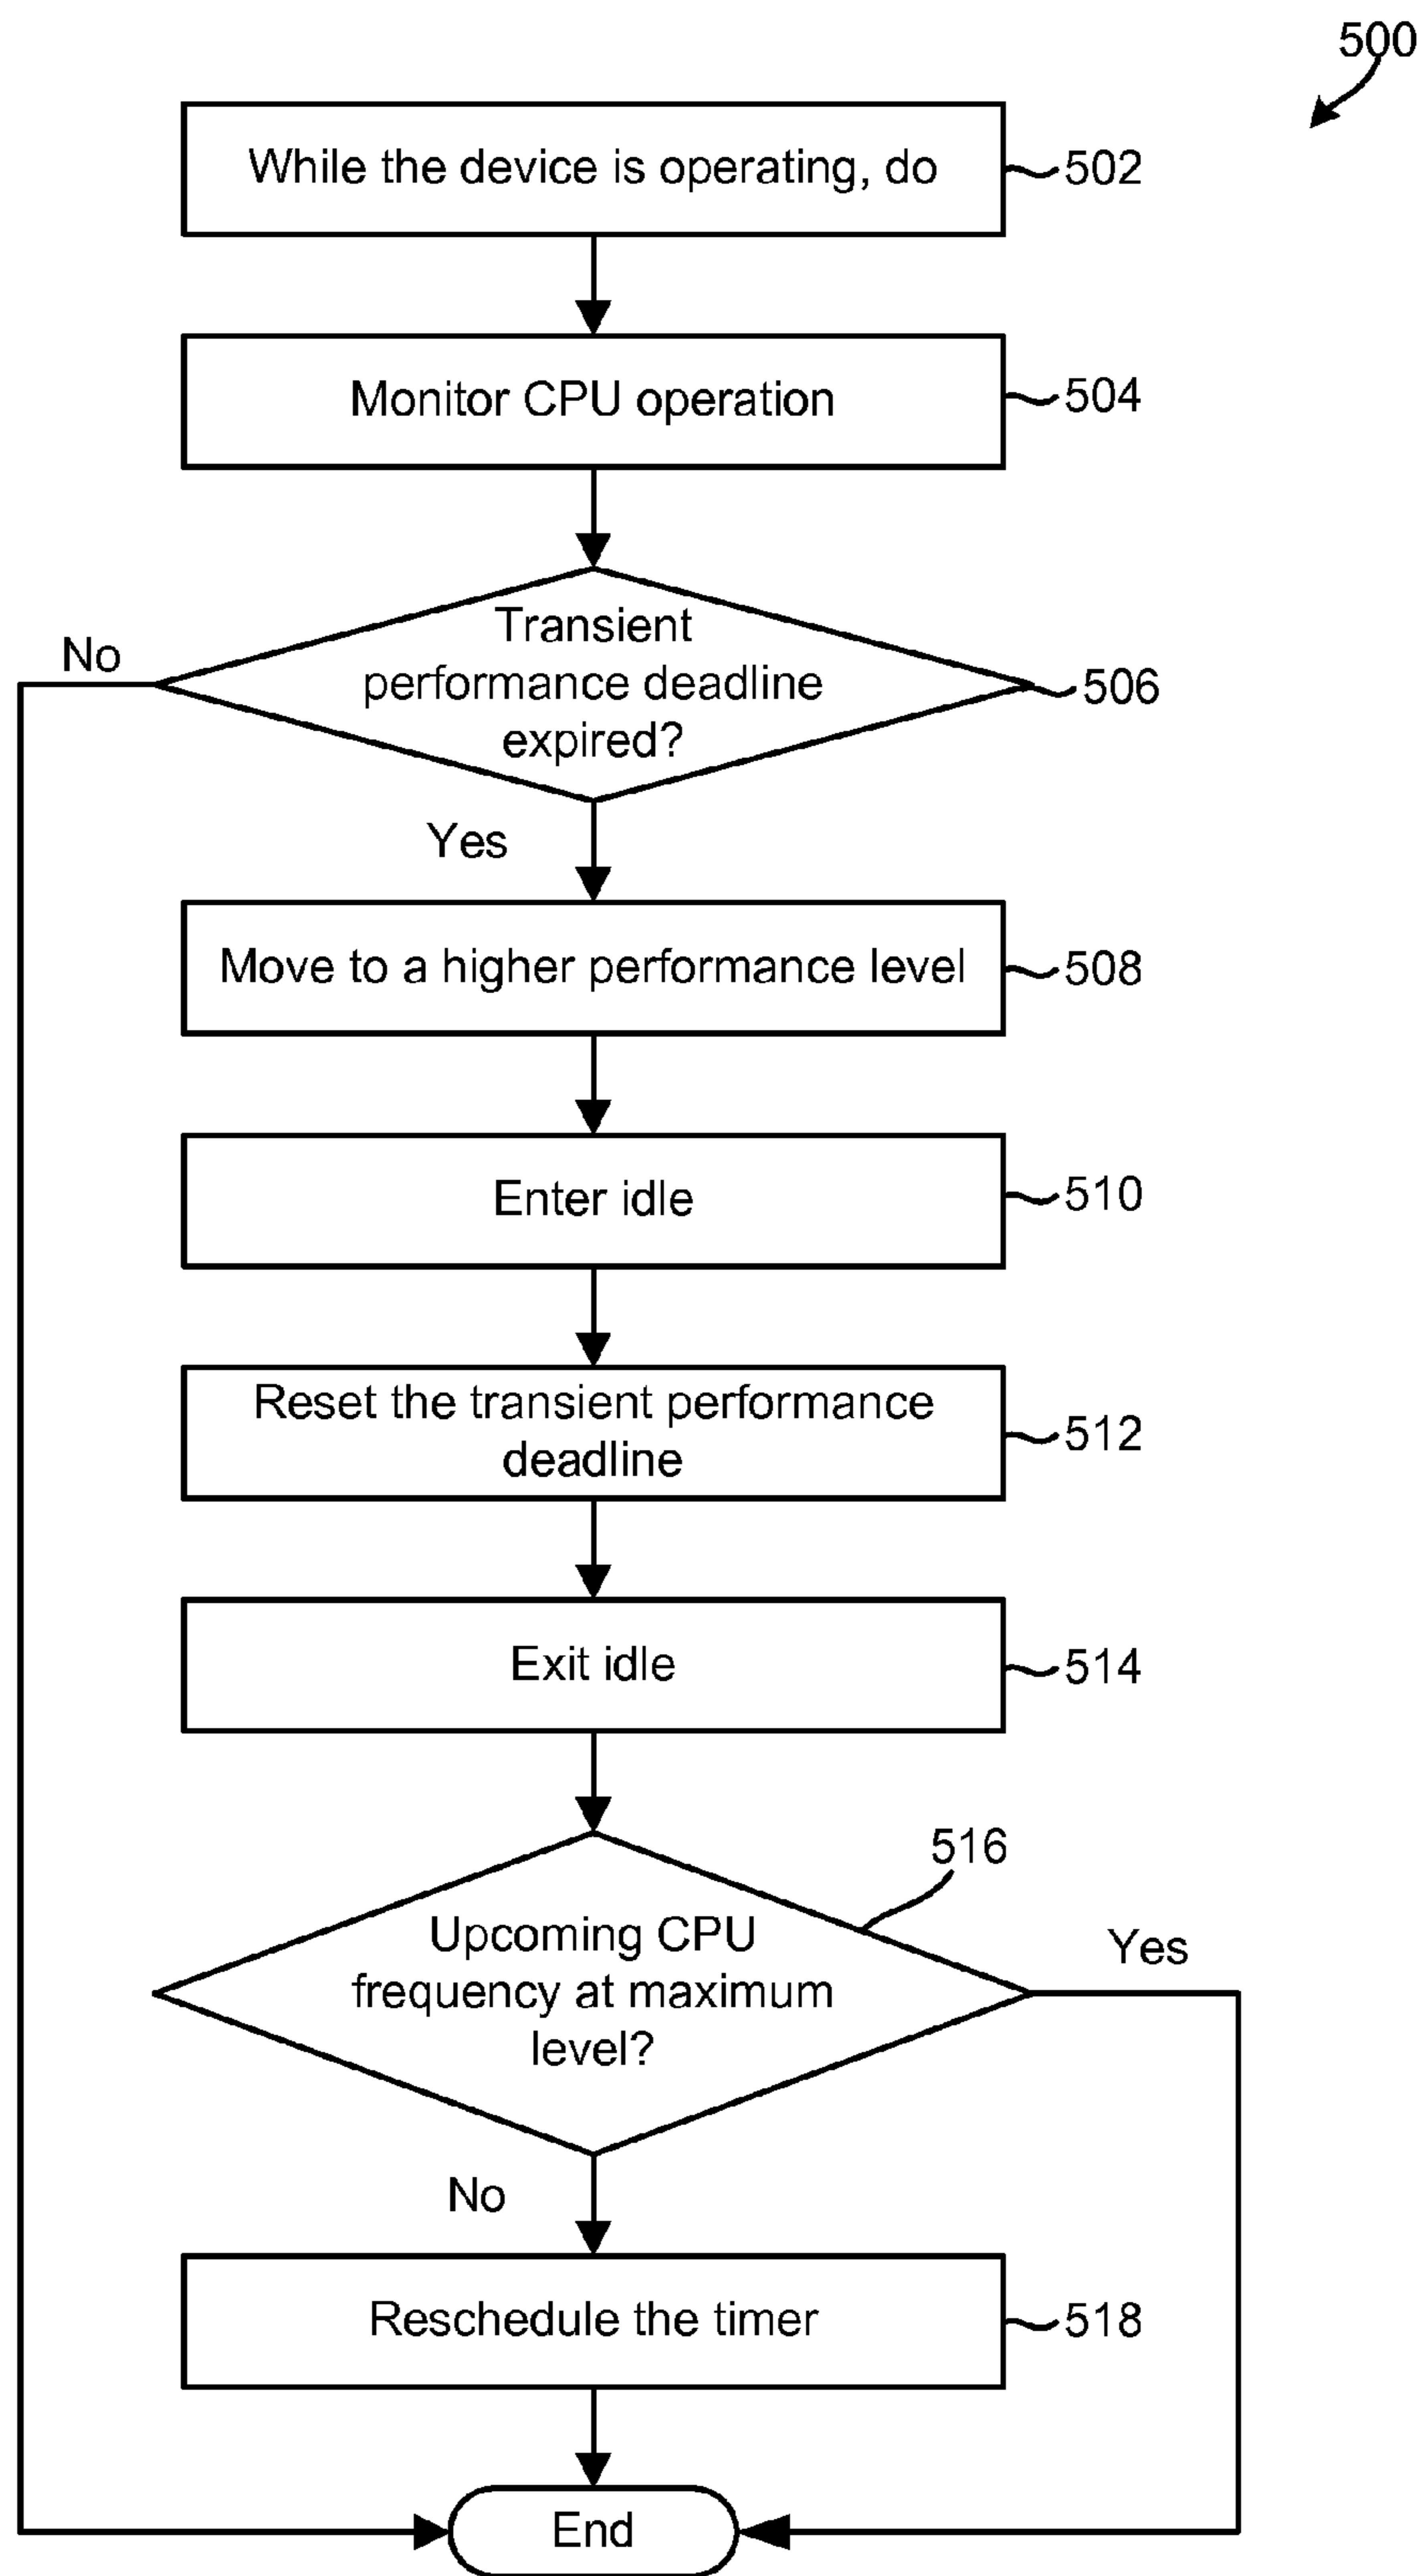 500
While the device is operating, do
502
Monitor CPU operation
504
Transient
performance deadline
expired?
506
No
Yes
Move to a higher performance level
508
Enter idle
510
Reset the transient performance
deadline
512
Exit idle
514
516
Upcoming CPU
frequency at maximum
level?
Yes
No
Reschedule the timer
518
End